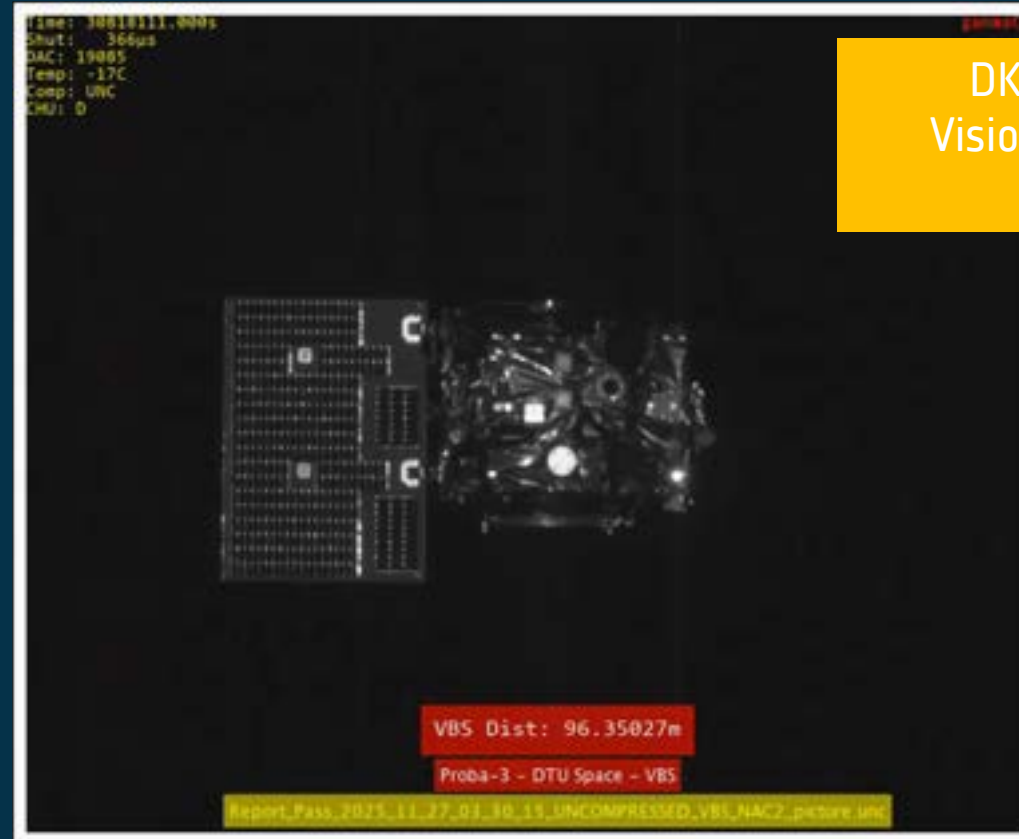 Time: 30818111.000s
Shut: 366µs
DAC: 19085
Temp: -17C
Comp: UNC
CHU: D
DK
Visio
VBS Dist: 96.35027m
Proba-3 - DTU Space - VBS
Report_Pass_2025_11_27_03_30_15_UNCOMPRESSED_VBS_NAC2_picture.unc